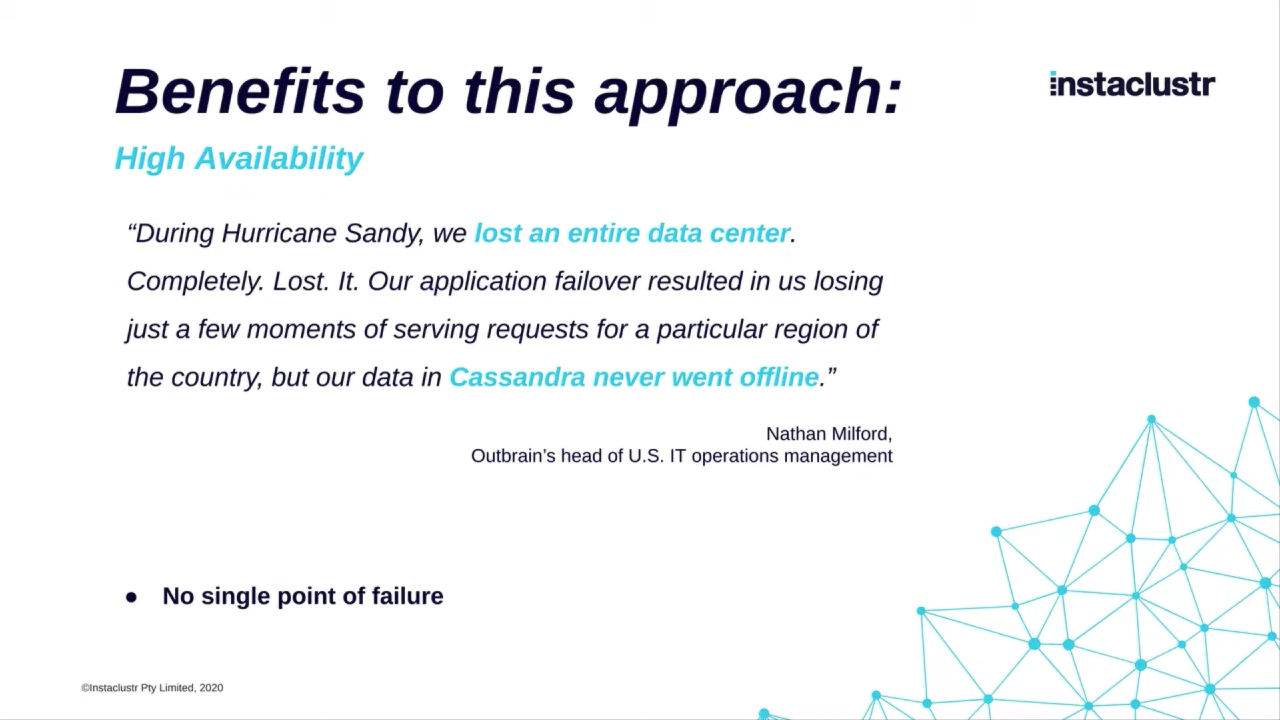 Benefits to this approach:
instaclustr
High Availability
“During Hurricane Sandy, we lost an entire data center.
Completely. Lost. It. Our application failover resulted in us losing
just a few moments of serving requests for a particular region of
the country, but our data in Cassandra never went offline.”
Nathan Milford,
Outbrain’s head of U.S. IT operations management
● No single point of failure
©Instaclustr Pty Limited, 2020